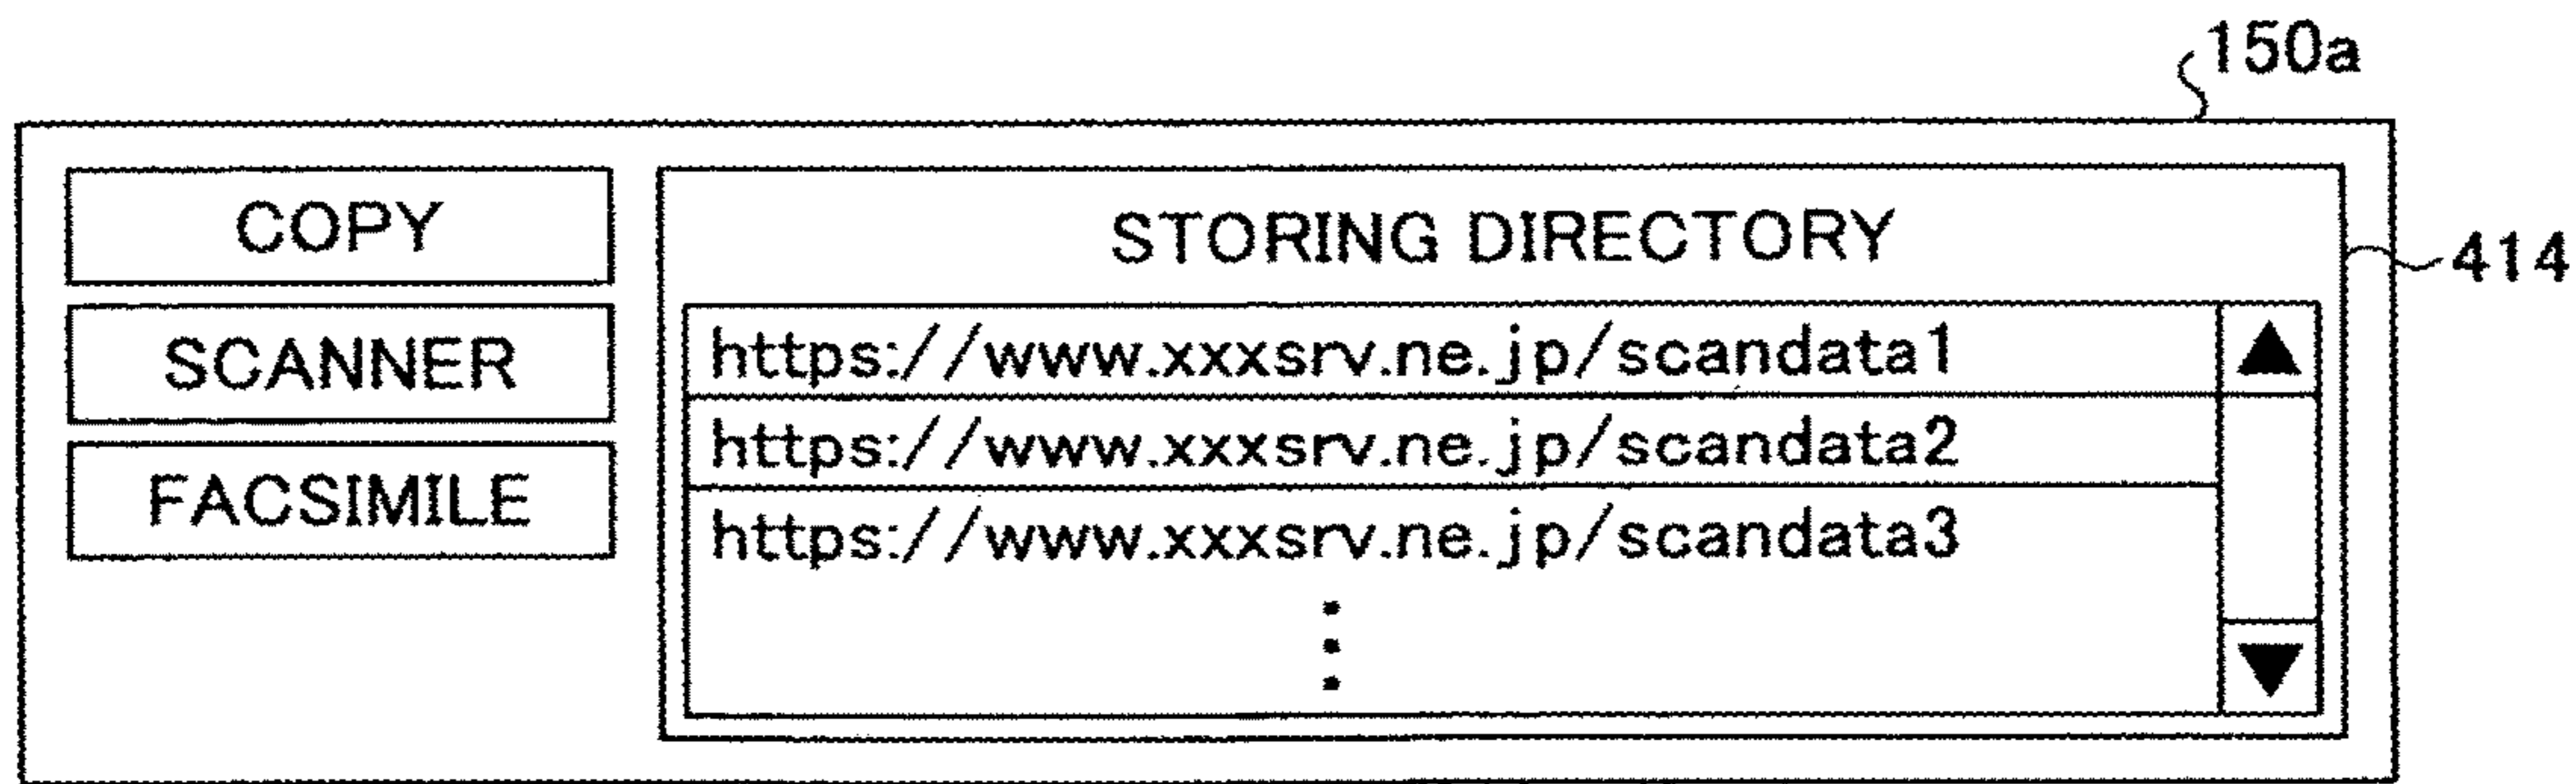 150a
COPY
SCANNER
FACSIMILE
STORING DIRECTORY
414
https://www.xxxsrv.ne.jp/scandata1
https://www.xxxsrv.ne.jp/scandata2
https://www.xxxsrv.ne.jp/scandata3